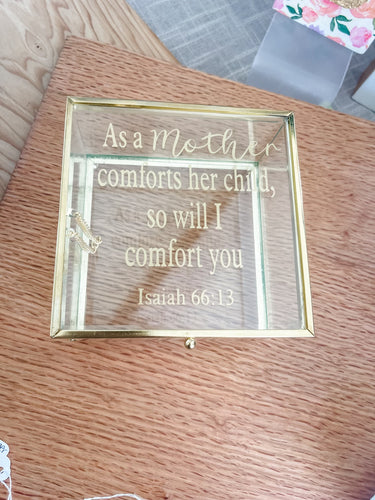 As a Mother
comforts her child,
so will I
comfort you
Isaiah 66:13